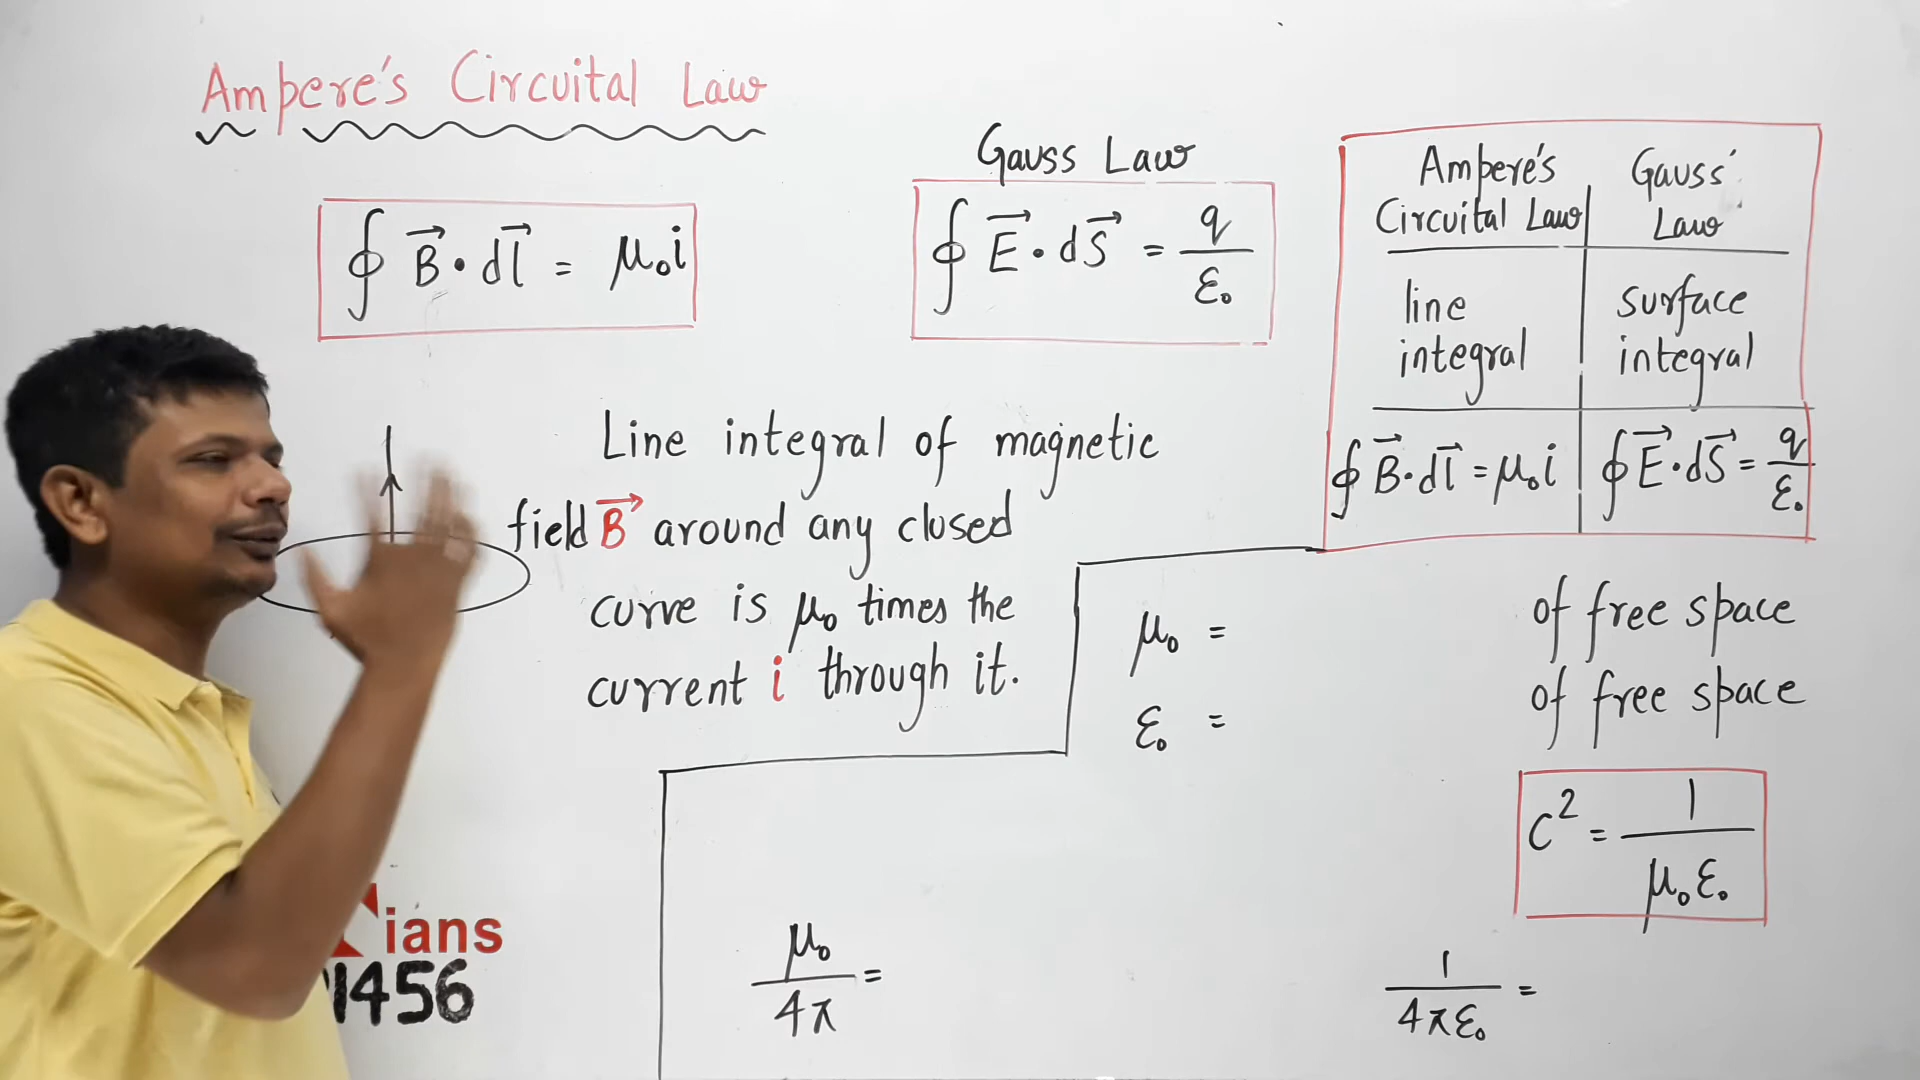 Ampere's Circuital Law
∮ B⃗ · dl⃗ = μ₀i
Gauss Law
∮ E⃗ · dS⃗ = q/ε₀
Ampere's Circuital Law | Gauss' Law
line integral | surface integral
∮ B⃗ · dl⃗ = μ₀i | ∮ E⃗ · dS⃗ = q/ε₀
Line integral of magnetic
field B⃗ around any closed
curve is μ₀ times the
current i through it.
μ₀ = of free space
ε₀ = of free space
C² = 1/μ₀ε₀
μ₀/4π =
1/4πε₀ =
ians
1456